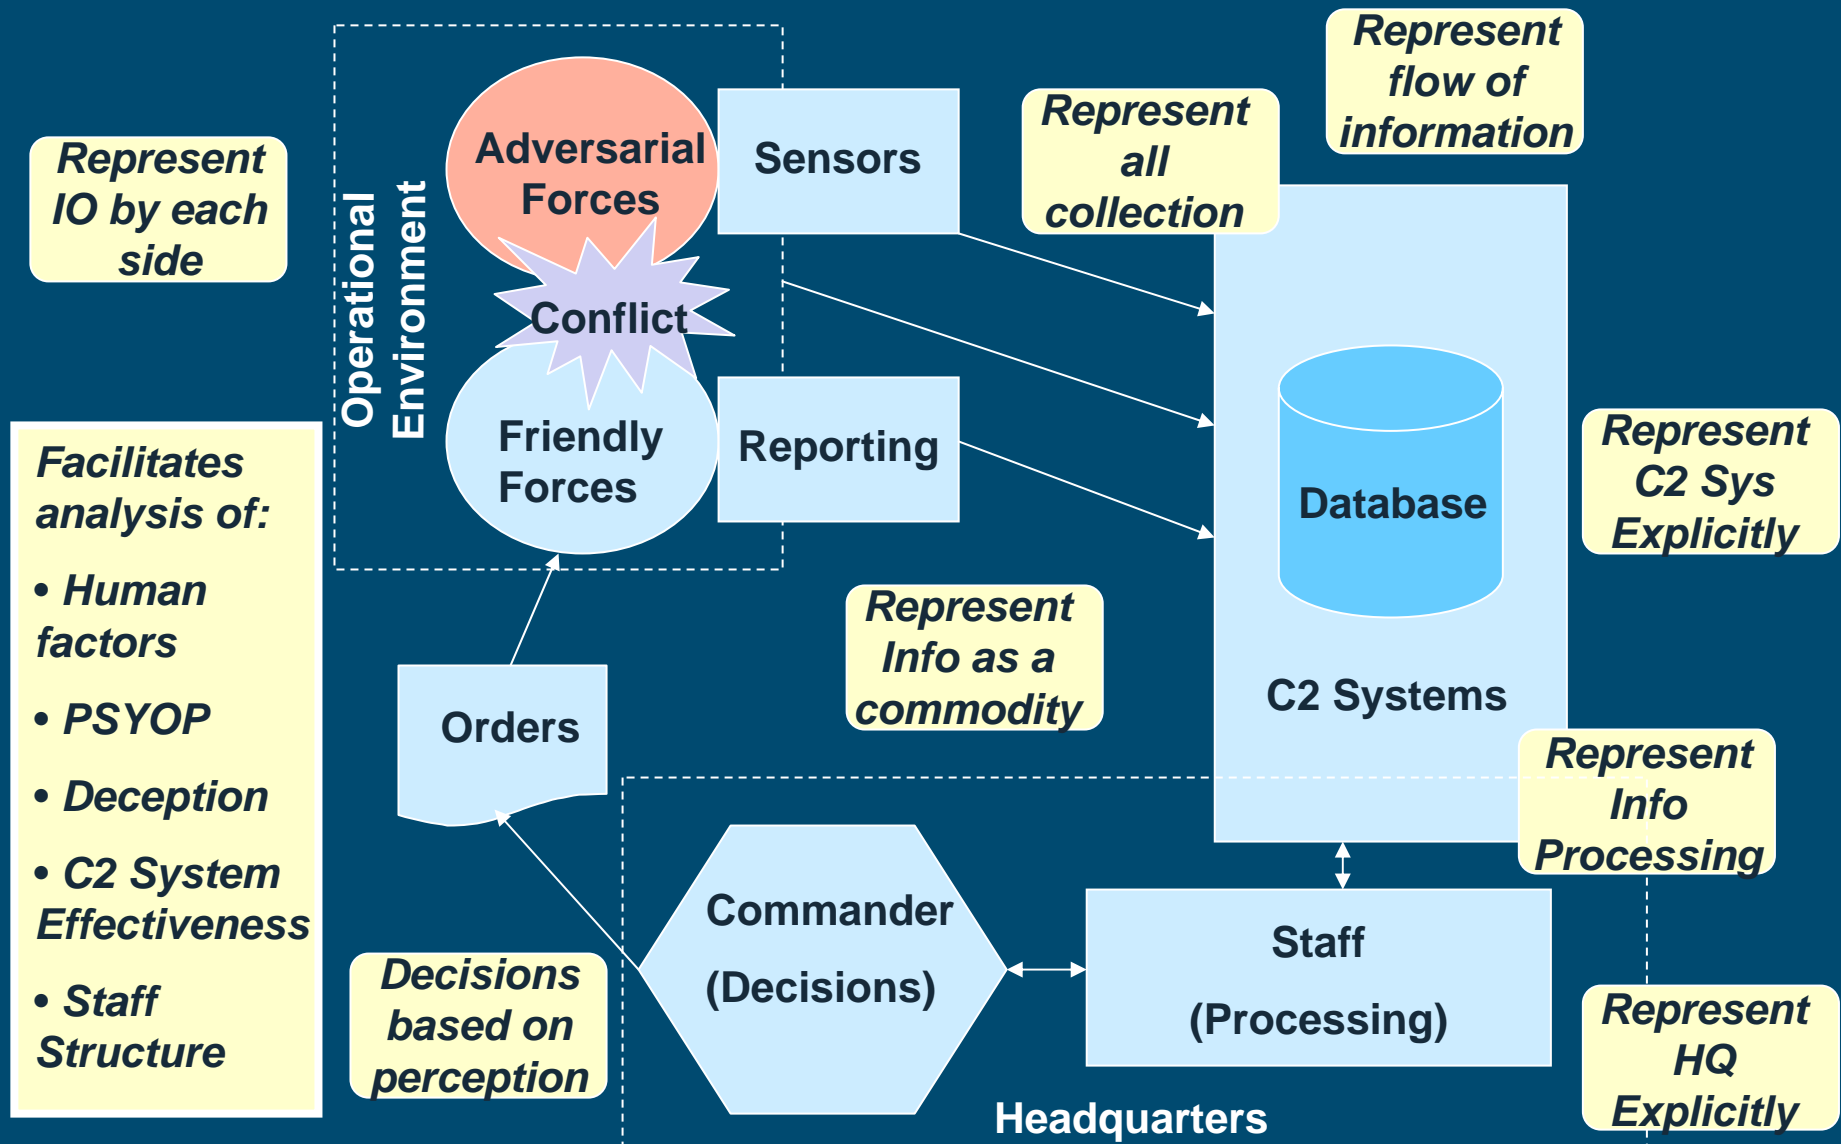 Represent
IO by each
side
Operational
Environment
Adversarial
Forces
Conflict
Friendly
Forces
Sensors
Reporting
Represent
all
collection
Represent
flow of
information
Database
C2 Systems
Represent
C2 Sys
Explicitly
Represent
Info as a
commodity
Represent
Info
Processing
Facilitates
analysis of:
• Human
factors
• PSYOP
• Deception
• C2 System
Effectiveness
• Staff
Structure
Orders
Decisions
based on
perception
Commander
(Decisions)
Staff
(Processing)
Represent
HQ
Explicitly
Headquarters